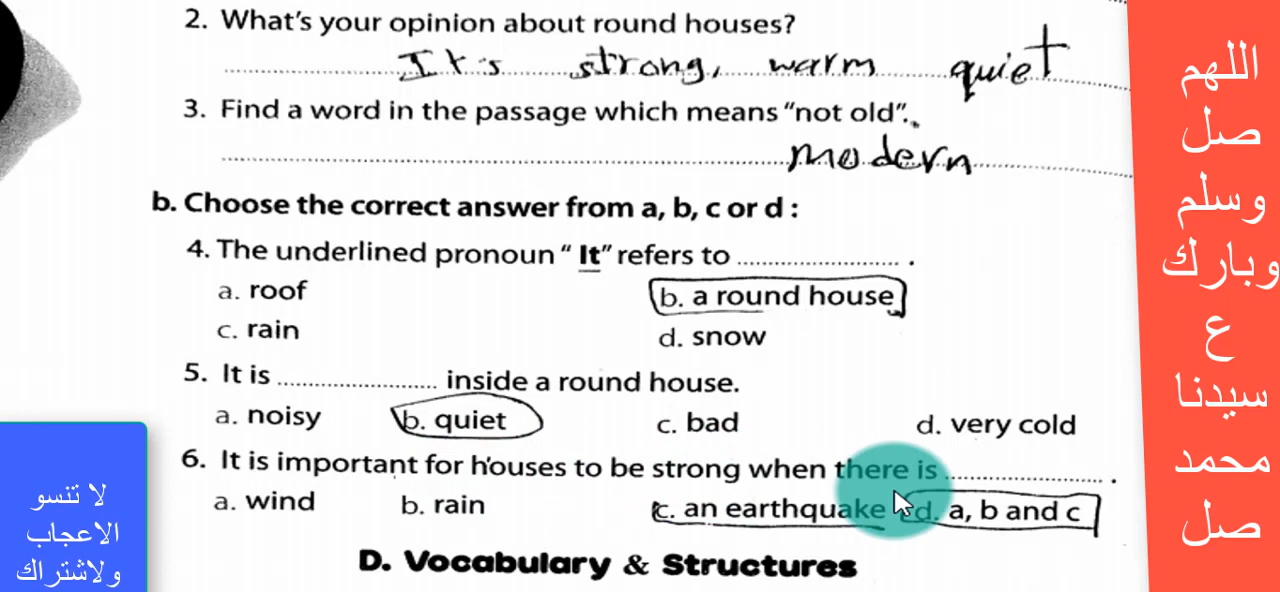 2. What's your opinion about round houses?
It's strong, warm quiet
3. Find a word in the passage which means "not old".
modern
b. Choose the correct answer from a, b, c or d :
4. The underlined pronoun " It" refers to ........................... .
a. roof
b. a round house
c. rain
d. snow
5. It is ........................... inside a round house.
a. noisy
b. quiet
c. bad
d. very cold
6. It is important for houses to be strong when there is ........................... .
a. wind
b. rain
c. an earthquake
d. a, b and c
D. Vocabulary & Structures
اللهم
صل
وسلم
وبارك
ع
سيدنا
محمد
صل
لا تنسو
الاعجاب
ولاشتراك